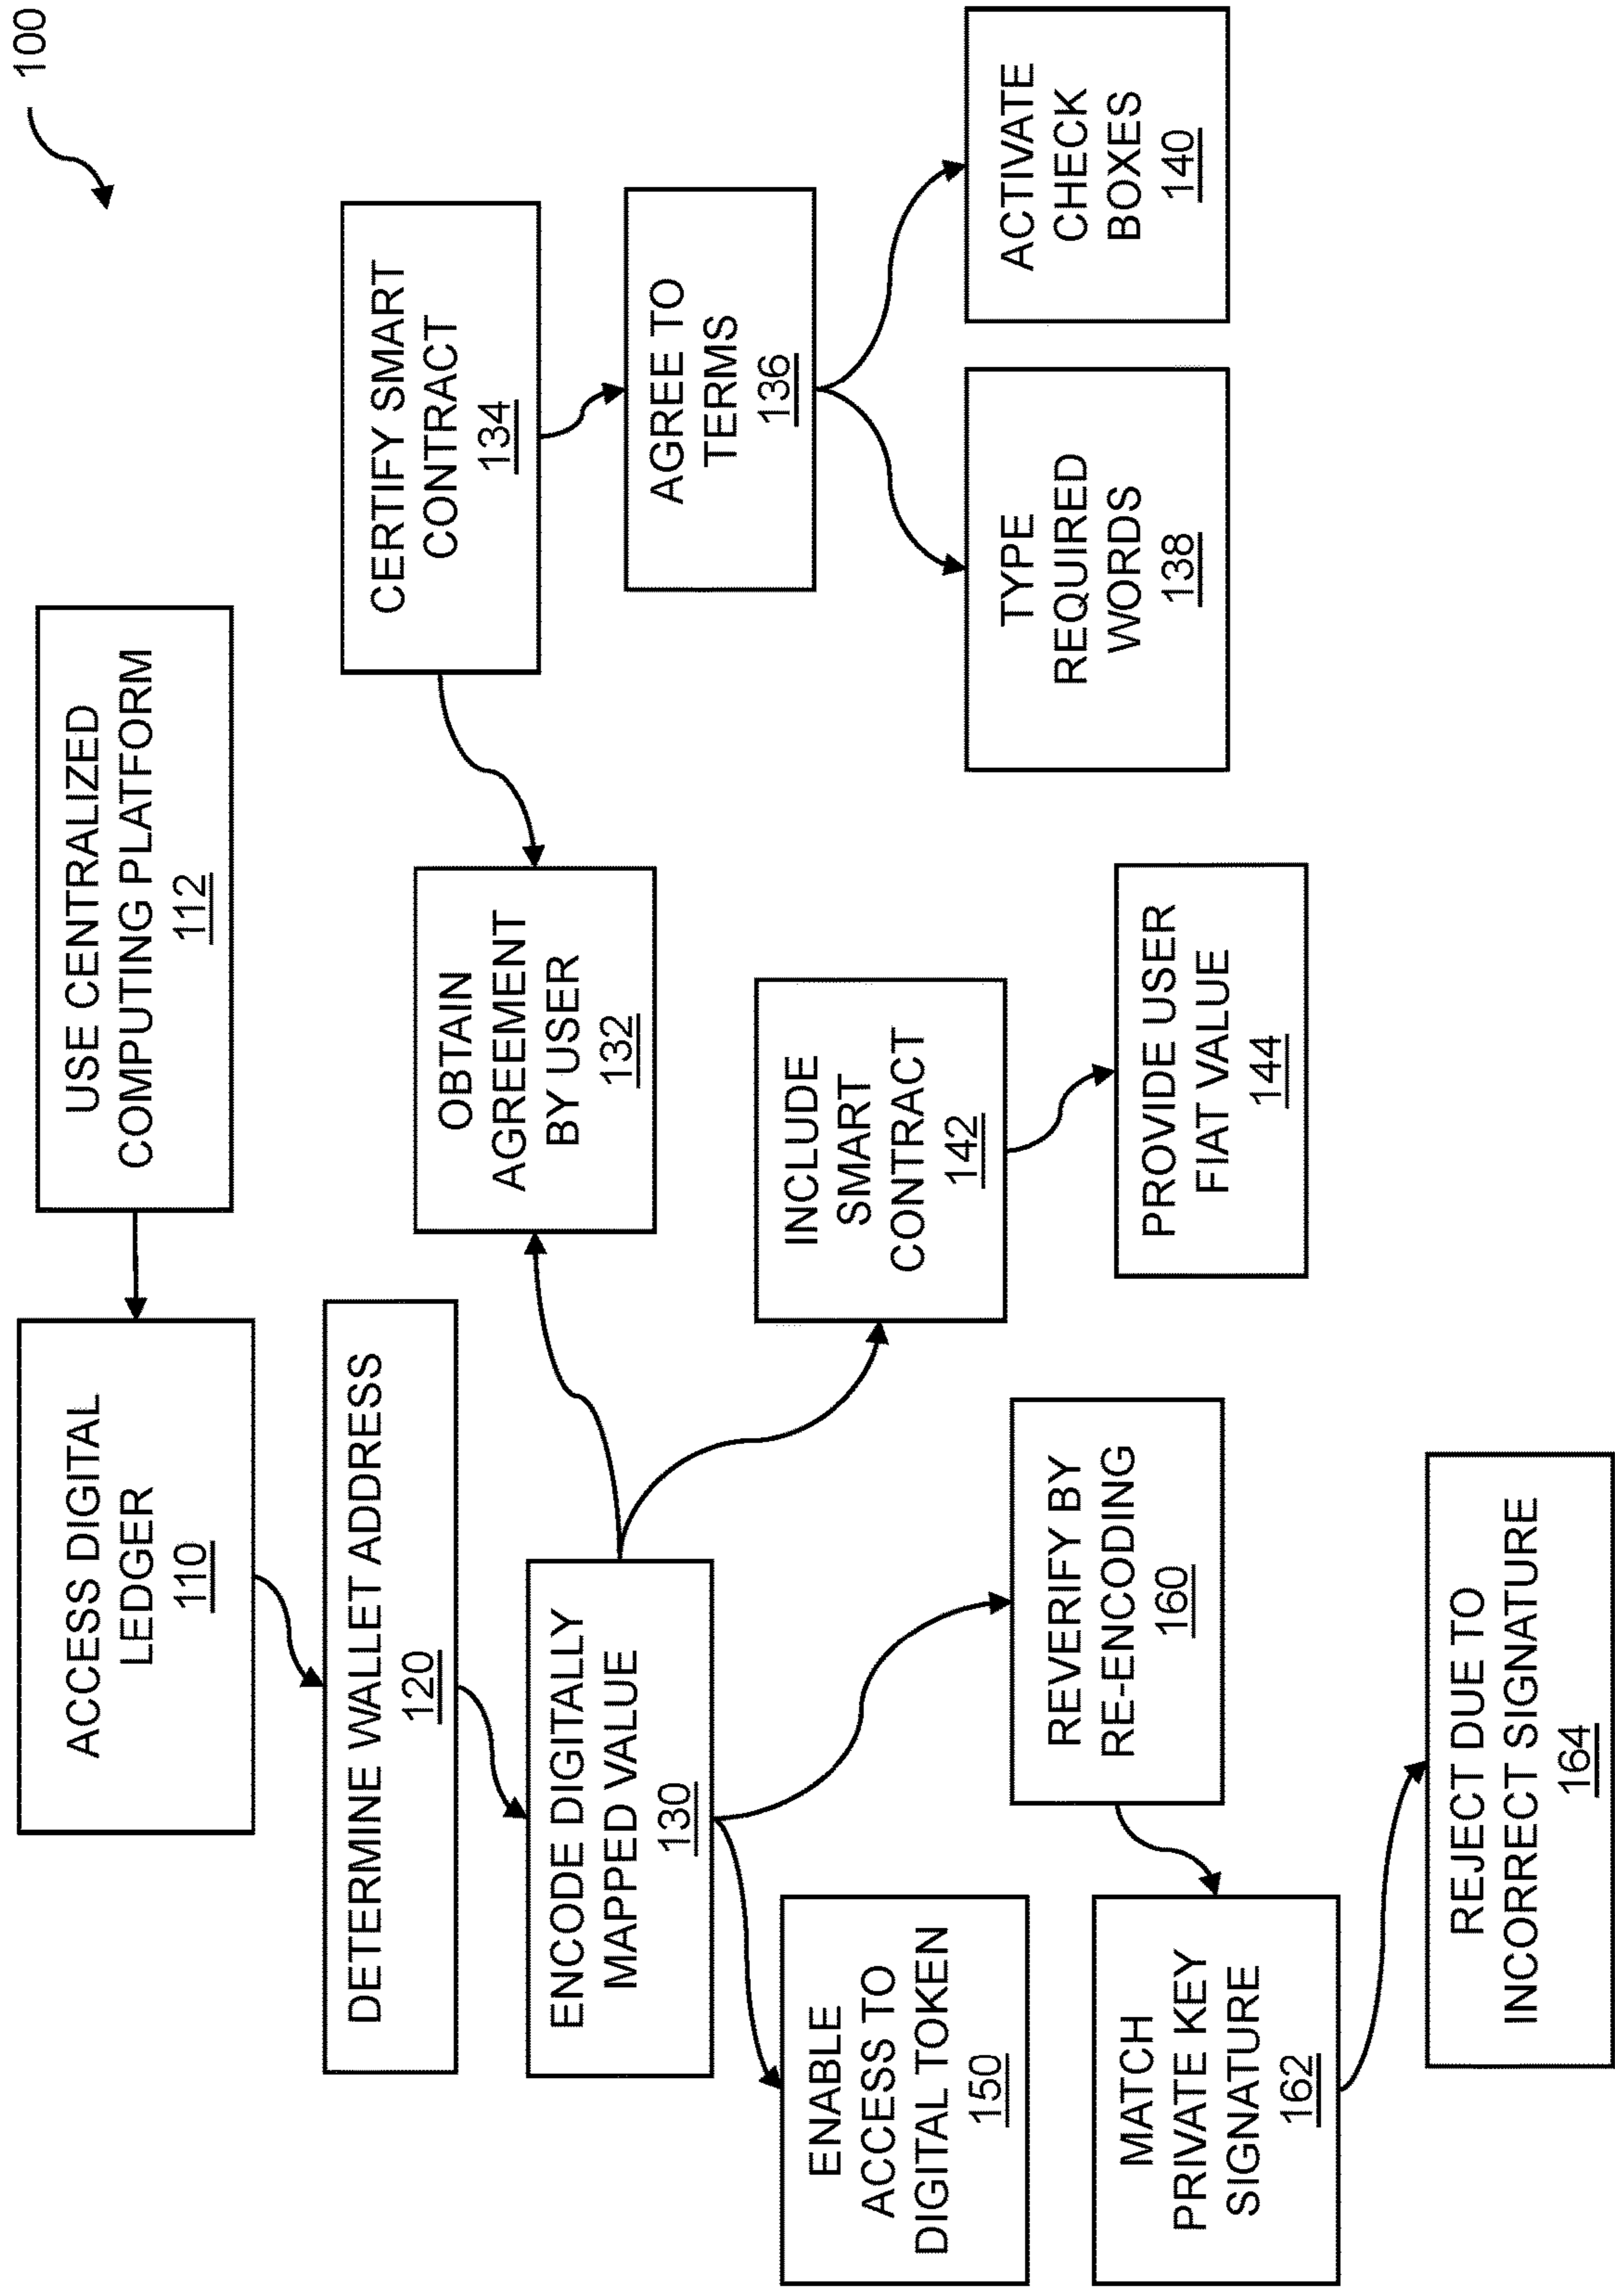 100
ACCESS DIGITAL
LEDGER
110
USE CENTRALIZED
COMPUTING PLATFORM
112
DETERMINE WALLET ADDRESS
120
ENCODE DIGITALLY
MAPPED VALUE
130
OBTAIN
AGREEMENT
BY USER
132
CERTIFY SMART
CONTRACT
134
AGREE TO
TERMS
136
TYPE
REQUIRED
WORDS
138
ACTIVATE
CHECK
BOXES
140
INCLUDE
SMART
CONTRACT
142
PROVIDE USER
FIAT VALUE
144
ENABLE
ACCESS TO
DIGITAL TOKEN
150
REVERIFY BY
RE-ENCODING
160
MATCH
PRIVATE KEY
SIGNATURE
162
REJECT DUE TO
INCORRECT SIGNATURE
164